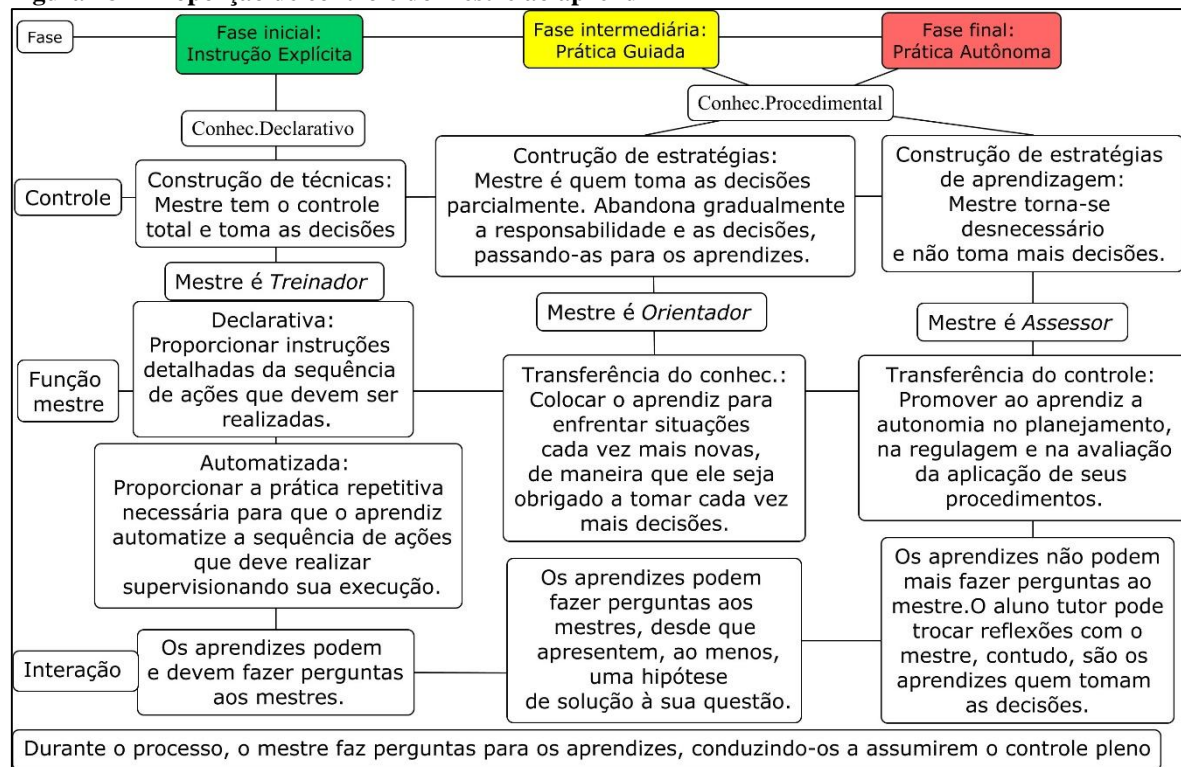 Fase
Fase inicial:
Instrução Explícita
Fase intermediária:
Prática Guiada
Fase final:
Prática Autônoma
Conhec.Declarativo
Conhec.Procedimental
Controle
Construção de técnicas:
Mestre tem o controle
total e toma as decisões
Contrução de estratégias:
Mestre é quem toma as decisões
parcialmente. Abandona gradualmente
a responsabilidade e as decisões,
passando-as para os aprendizes.
Construção de estratégias
de aprendizagem:
Mestre torna-se
desnecessário
e não toma mais decisões.
Mestre é Treinador
Mestre é Orientador
Mestre é Assessor
Função
mestre
Declarativa:
Proporcionar instruções
detalhadas da sequência
de ações que devem ser
realizadas.
Transferência do conhec.:
Colocar o aprendiz para
enfrentar situações
cada vez mais novas,
de maneira que ele seja
obrigado a tomar cada vez
mais decisões.
Transferência do controle:
Promover ao aprendiz a
autonomia no planejamento,
na regulagem e na avaliação
da aplicação de seus
procedimentos.
Automatizada:
Proporcionar a prática repetitiva
necessária para que o aprendiz
automatize a sequência de ações
que deve realizar
supervisionando sua execução.
Interação
Os aprendizes podem
e devem fazer perguntas
aos mestres.
Os aprendizes podem
fazer perguntas aos
mestres, desde que
apresentem, ao menos,
uma hipótese
de solução à sua questão.
Os aprendizes não podem
mais fazer perguntas ao
mestre.O aluno tutor pode
trocar reflexões com o
mestre, contudo, são os
aprendizes quem tomam
as decisões.
Durante o processo, o mestre faz perguntas para os aprendizes, conduzindo-os a assumirem o controle pleno